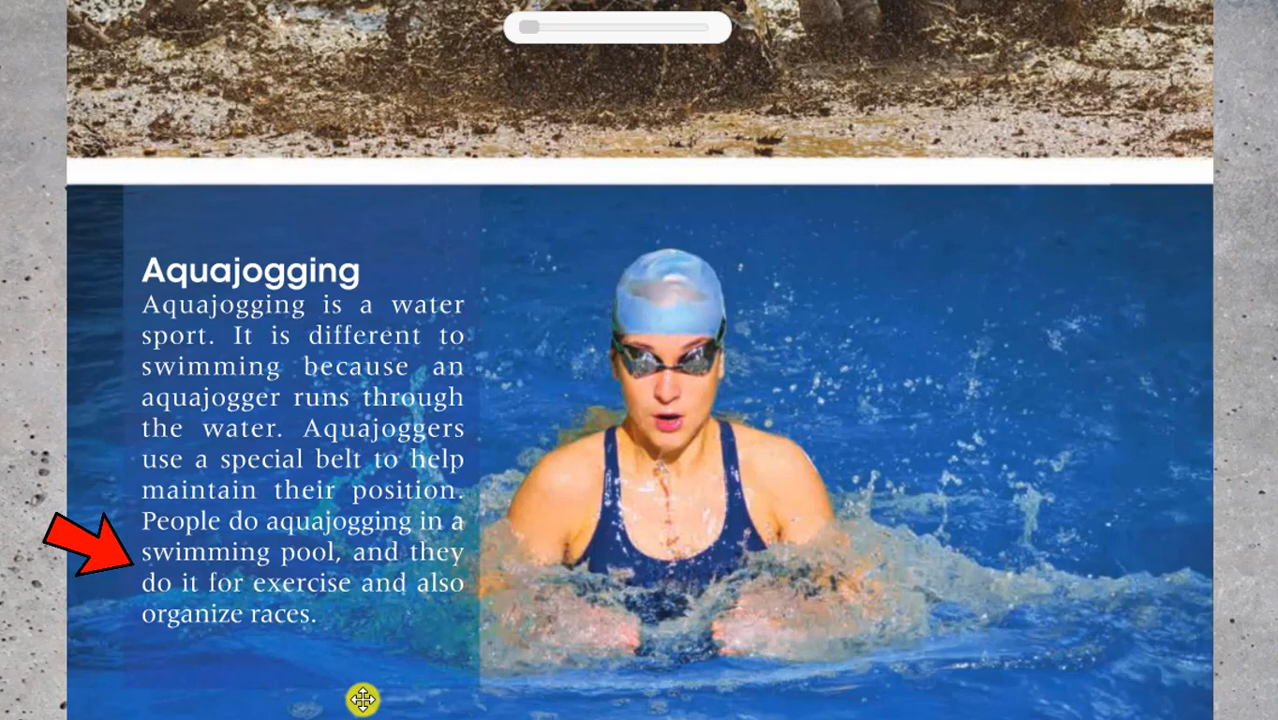 Aquajogging
Aquajogging is a water
sport. It is different to
swimming because an
aquajogger runs through
the water. Aquajoggers
use a special belt to help
maintain their position.
People do aquajogging in a
swimming pool, and they
do it for exercise and also
organize races.